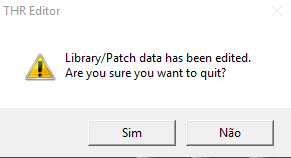 THR Editor
Library/Patch data has been edited.
Are you sure you want to quit?
Sim
Não